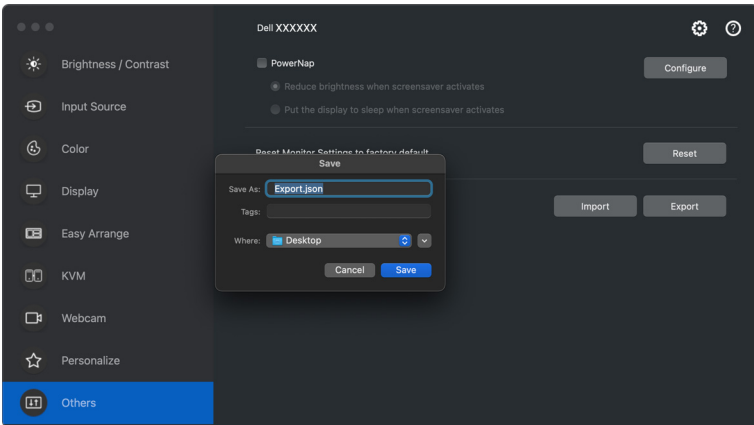 Dell XXXXXX
Brightness / Contrast
Input Source
Color
Display
Easy Arrange
KVM
Webcam
Personalize
Others
PowerNap
Configure
Reduce brightness when screensaver activates
Put the display to sleep when screensaver activates
Reset Monitor Settings to factory default
Reset
Import
Export
Save
Save As: Export.json
Tags:
Where: Desktop
Cancel
Save